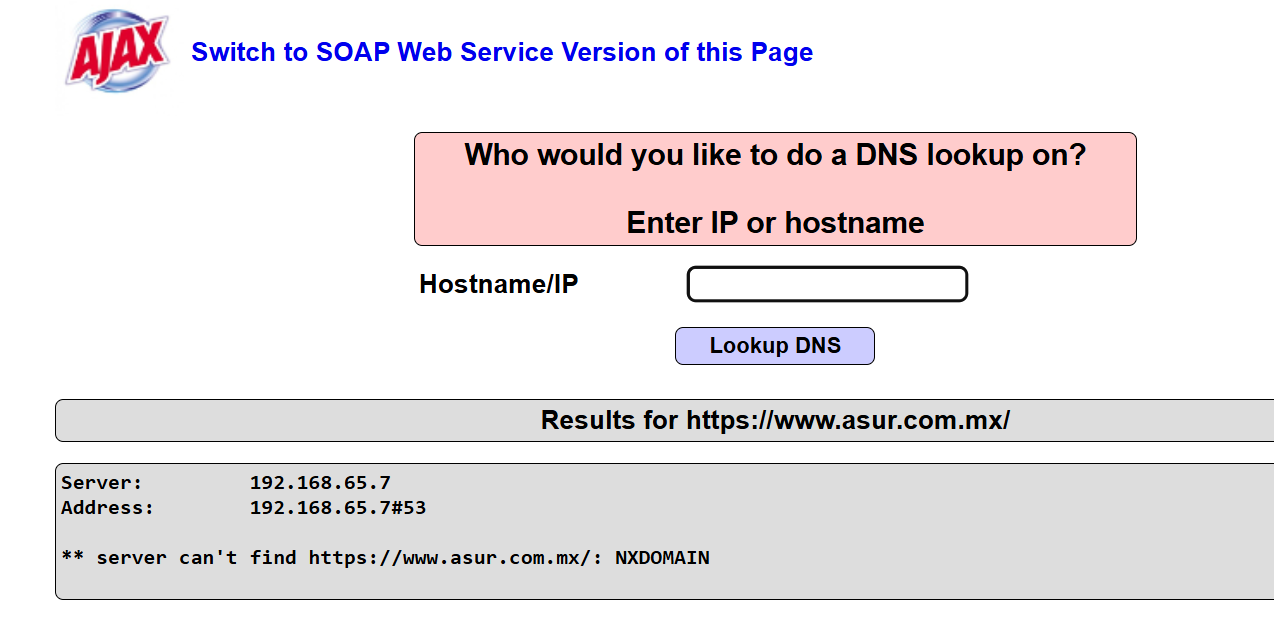 AJAX
Switch to SOAP Web Service Version of this Page
Who would you like to do a DNS lookup on?
Enter IP or hostname
Hostname/IP
Lookup DNS
Results for https://www.asur.com.mx/
Server: 192.168.65.7
Address: 192.168.65.7#53
** server can't find https://www.asur.com.mx/: NXDOMAIN